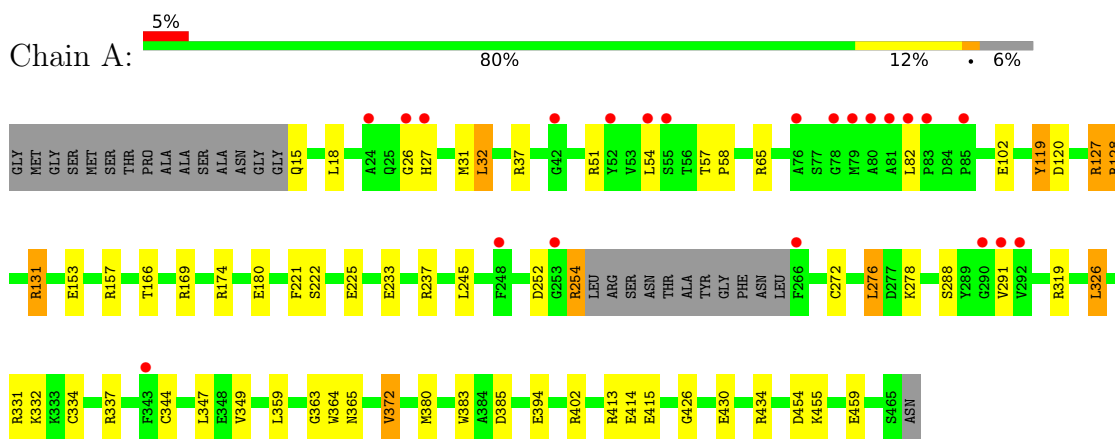 5%
Chain A:
80% 12% • 6%
GLY MET GLY SER MET SER THR PRO ALA ALA SER ALA ASN GLY GLY Q15 L18 A24 Q25 G26 H27 M31 L32 R37 G42 R51 Y52 V53 L54 S55 T56 T57 P58 R65 A76 S77 G78 M79 A80 A81 L82 P83 D84 P85 E102 Y119 D120 R127 R128
R131 E153 R157 T166 R169 R174 E180 F221 S222 E225 E233 R237 L245 F248 D252 G253 R254 LEU ARG SER ASN THR ALA TYR GLY PHE ASN LEU F266 C272 L276 D277 K278 S288 Y289 G290 V291 V292 R319 L326
R331 K332 K333 C334 R337 F343 C344 L347 E348 V349 L359 G363 W364 N365 V372 M380 W383 A384 D385 E394 R402 R413 E414 E415 G426 E430 R434 D454 K455 E459 S465 ASN